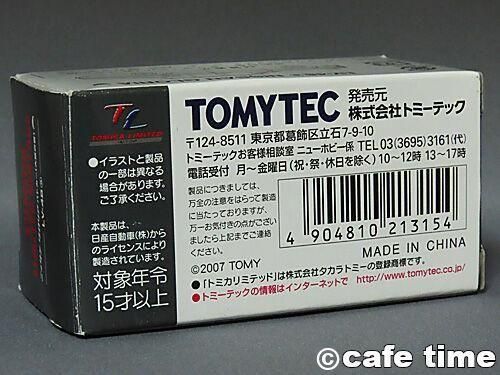 TL
TOMICA LIMITED
●イラストと製品
の一部は異なる
場合があります。
ご了承ください。
本製品は、
日産自動車(株)から
のライセンスにより
製造されています。
対象年令
15才以上
TOMYTEC 発売元 株式会社トミーテック
〒124-8511 東京都葛飾区立石7-9-10
トミーテックお客様相談室 ニューホビー係 TEL 03(3695)3161(代)
電話受付 月〜金曜日(祝・祭・休日を除く) 10〜12時 13〜17時
製品につきましては、
万全の注意をはらって製造
に当たっておりますが、
万一お気付きの点がござい
ましたら上記までご連絡
ください。
4 904810 213154
MADE IN CHINA
©2007 TOMY
●「トミカリミテッド」は株式会社タカラトミーの登録商標です。
●トミーテックの情報はインターネットで http://www.tomytec.co.jp/
©cafe time